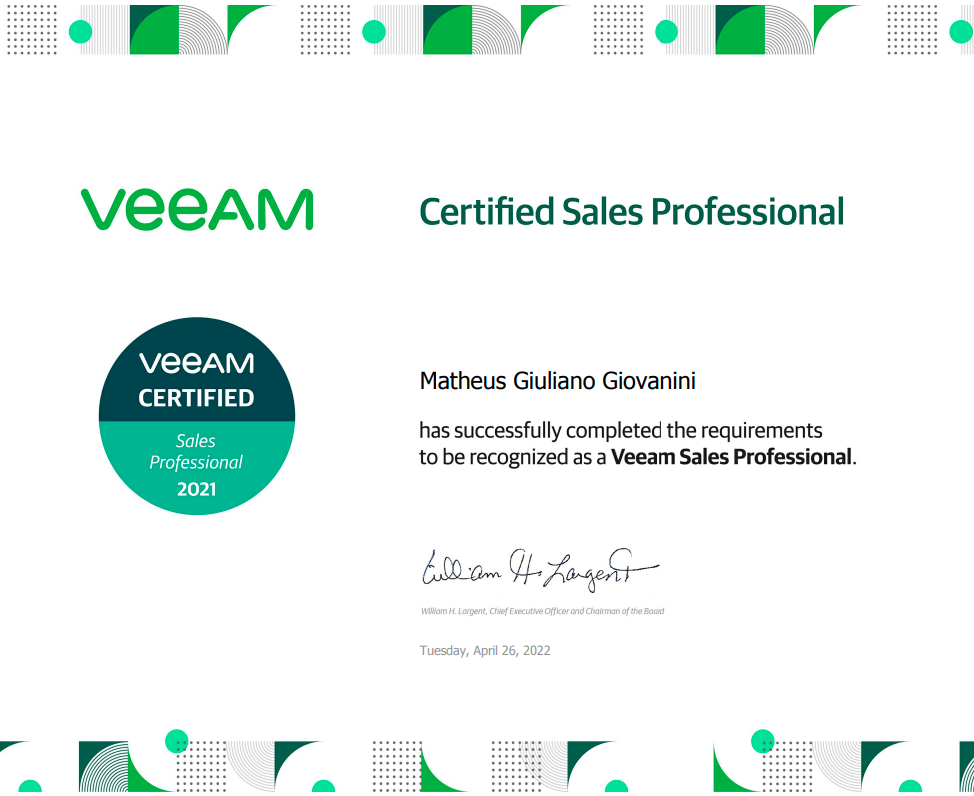 veeAM
Certified Sales Professional
veeAM
CERTIFIED
Sales
Professional
2021
Matheus Giuliano Giovanini
has successfully completed the requirements
to be recognized as a Veeam Sales Professional.
William H. Largent
William H. Largent, Chief Executive Officer and Chairman of the Board
Tuesday, April 26, 2022